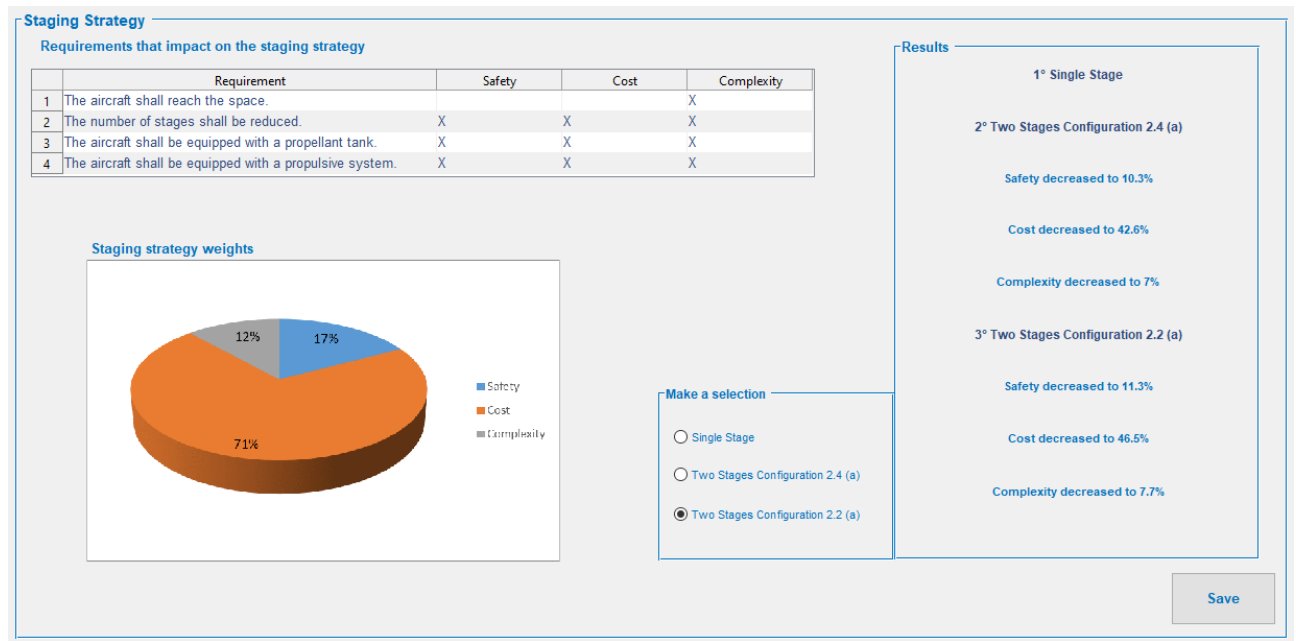 Staging Strategy
Requirements that impact on the staging strategy
Requirement Safety Cost Complexity
1 The aircraft shall reach the space. X
2 The number of stages shall be reduced. X X X
3 The aircraft shall be equipped with a propellant tank. X X X
4 The aircraft shall be equipped with a propulsive system. X X X
Staging strategy weights
12%
17%
71%
Safety
Cost
Complexity
Make a selection
Single Stage
Two Stages Configuration 2.4 (a)
Two Stages Configuration 2.2 (a)
Results
1° Single Stage
2° Two Stages Configuration 2.4 (a)
Safety decreased to 10.3%
Cost decreased to 42.6%
Complexity decreased to 7%
3° Two Stages Configuration 2.2 (a)
Safety decreased to 11.3%
Cost decreased to 46.5%
Complexity decreased to 7.7%
Save